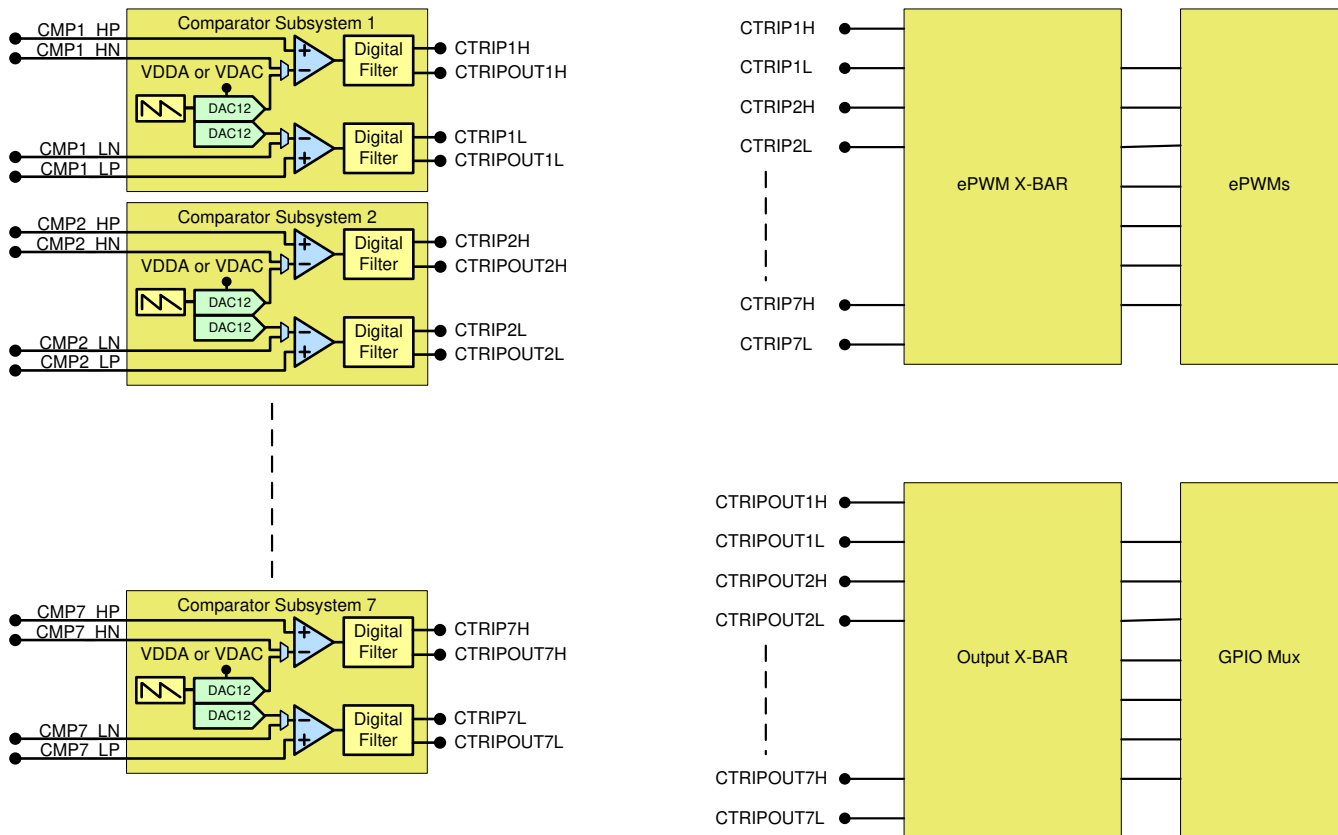 Comparator Subsystem 1
CMP1_HP
CMP1_HN
VDDA or VDAC
DAC12
DAC12
CMP1_LN
CMP1_LP
Digital
Filter
Digital
Filter
CTRIP1H
CTRIPOUT1H
CTRIP1L
CTRIPOUT1L
Comparator Subsystem 2
CMP2_HP
CMP2_HN
VDDA or VDAC
DAC12
DAC12
CMP2_LN
CMP2_LP
Digital
Filter
Digital
Filter
CTRIP2H
CTRIPOUT2H
CTRIP2L
CTRIPOUT2L
Comparator Subsystem 7
CMP7_HP
CMP7_HN
VDDA or VDAC
DAC12
DAC12
CMP7_LN
CMP7_LP
Digital
Filter
Digital
Filter
CTRIP7H
CTRIPOUT7H
CTRIP7L
CTRIPOUT7L
CTRIP1H
CTRIP1L
CTRIP2H
CTRIP2L
CTRIP7H
CTRIP7L
ePWM X-BAR
ePWMs
CTRIPOUT1H
CTRIPOUT1L
CTRIPOUT2H
CTRIPOUT2L
CTRIPOUT7H
CTRIPOUT7L
Output X-BAR
GPIO Mux